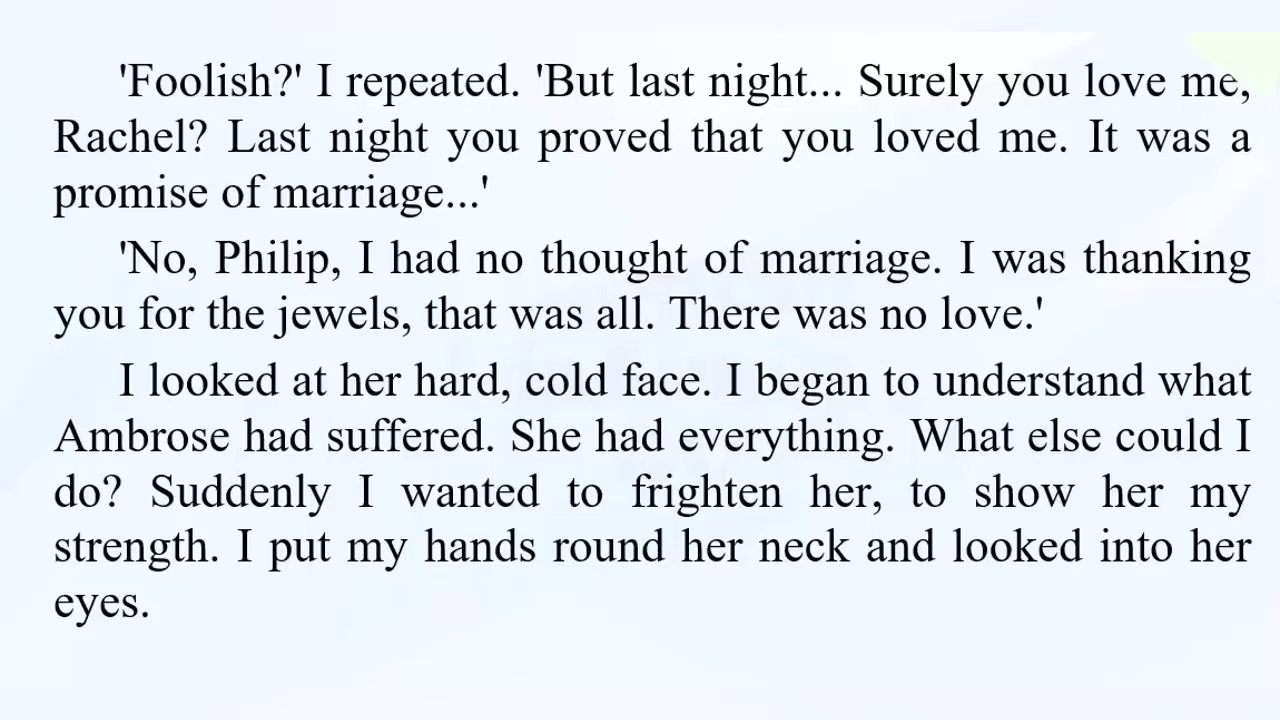 'Foolish?' I repeated. 'But last night... Surely you love me,
Rachel? Last night you proved that you loved me. It was a
promise of marriage...'
'No, Philip, I had no thought of marriage. I was thanking
you for the jewels, that was all. There was no love.'
I looked at her hard, cold face. I began to understand what
Ambrose had suffered. She had everything. What else could I
do? Suddenly I wanted to frighten her, to show her my
strength. I put my hands round her neck and looked into her
eyes.